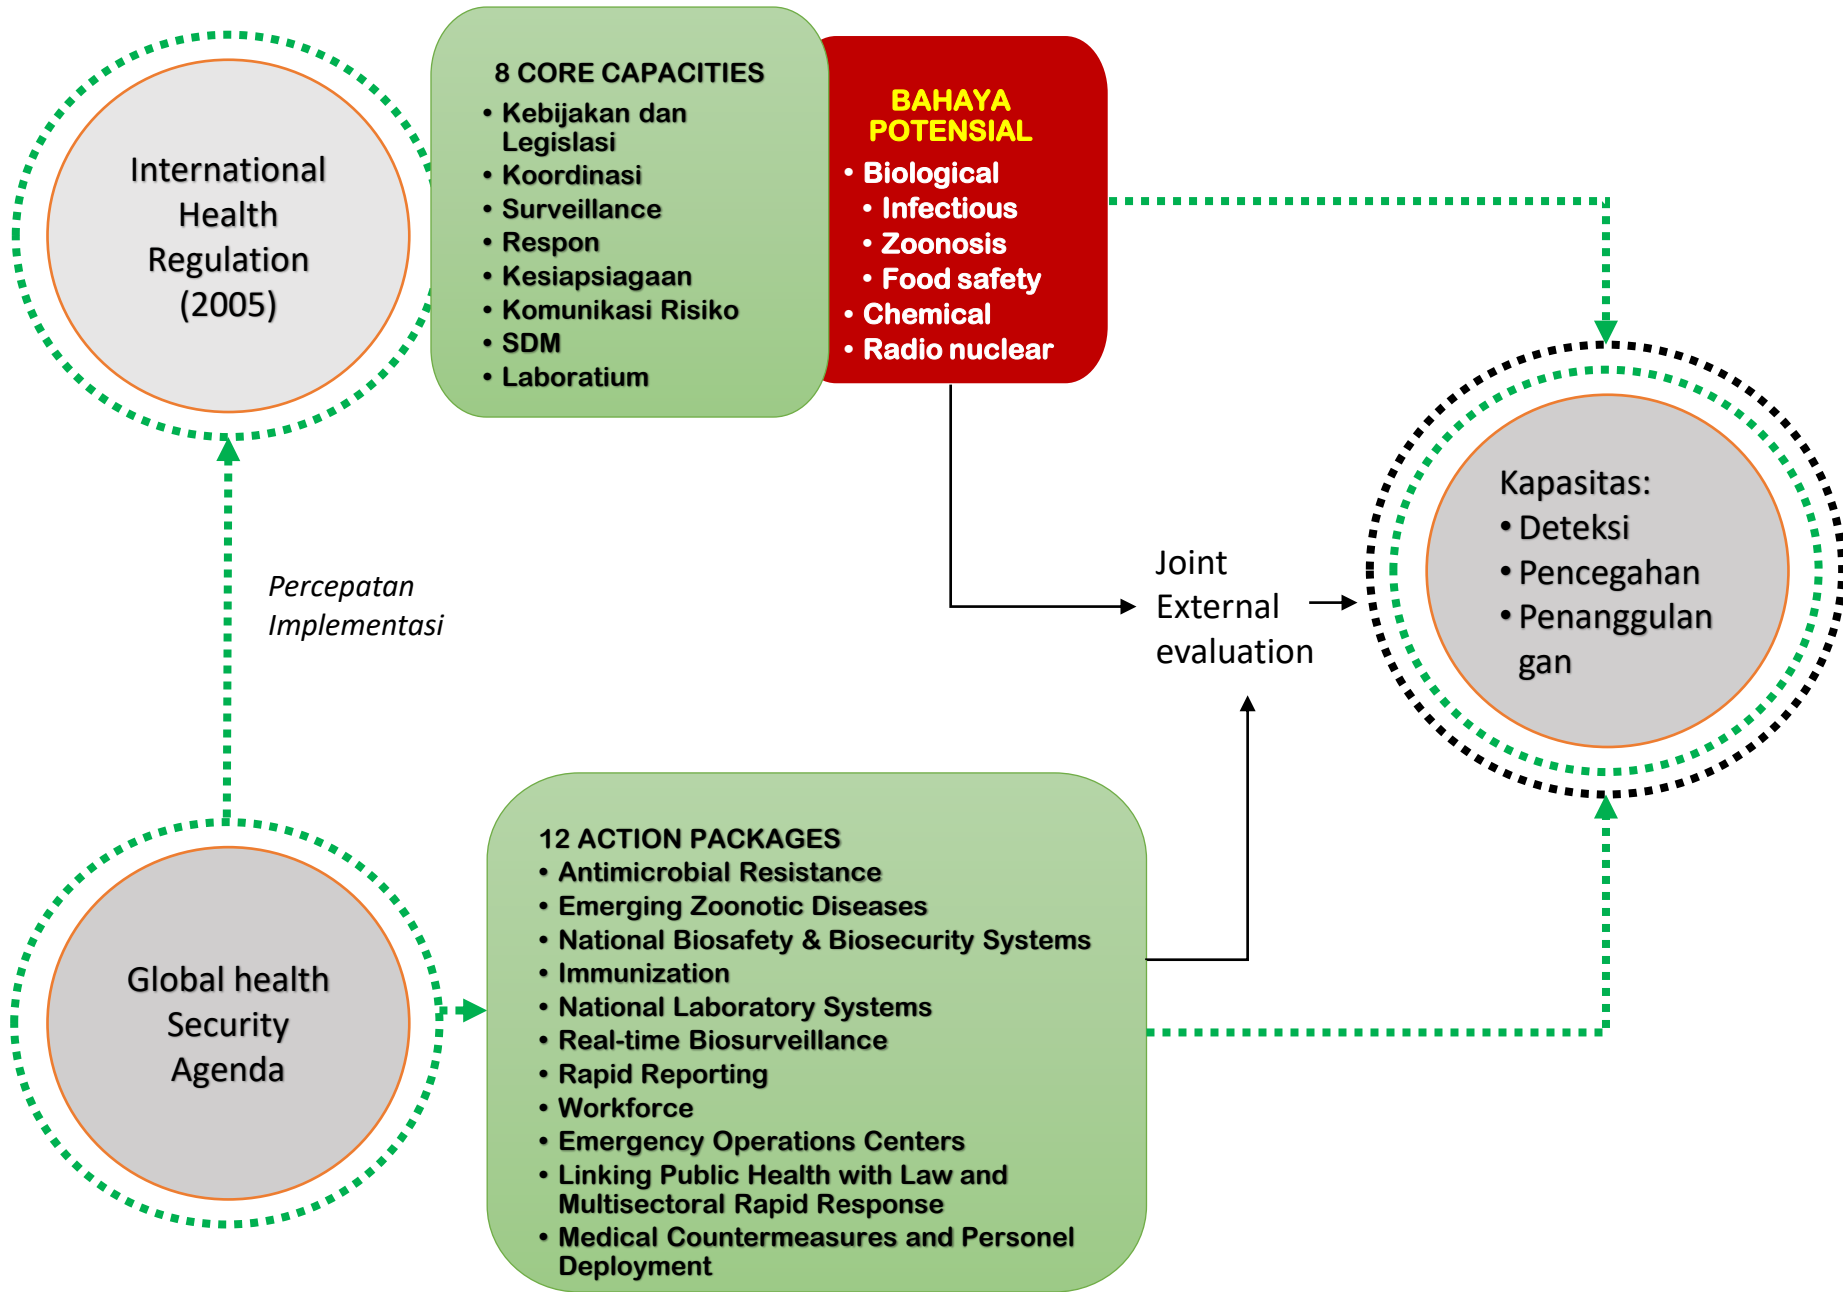 International
Health
Regulation
(2005)
8 CORE CAPACITIES
• Kebijakan dan
Legislasi
• Koordinasi
• Surveillance
• Respon
• Kesiapsiagaan
• Komunikasi Risiko
• SDM
• Laboratium
BAHAYA
POTENSIAL
• Biological
• Infectious
• Zoonosis
• Food safety
• Chemical
• Radio nuclear
Percepatan
Implementasi
Joint
External
evaluation
Kapasitas:
• Deteksi
• Pencegahan
• Penanggulan
gan
Global health
Security
Agenda
12 ACTION PACKAGES
• Antimicrobial Resistance
• Emerging Zoonotic Diseases
• National Biosafety & Biosecurity Systems
• Immunization
• National Laboratory Systems
• Real-time Biosurveillance
• Rapid Reporting
• Workforce
• Emergency Operations Centers
• Linking Public Health with Law and
Multisectoral Rapid Response
• Medical Countermeasures and Personel
Deployment